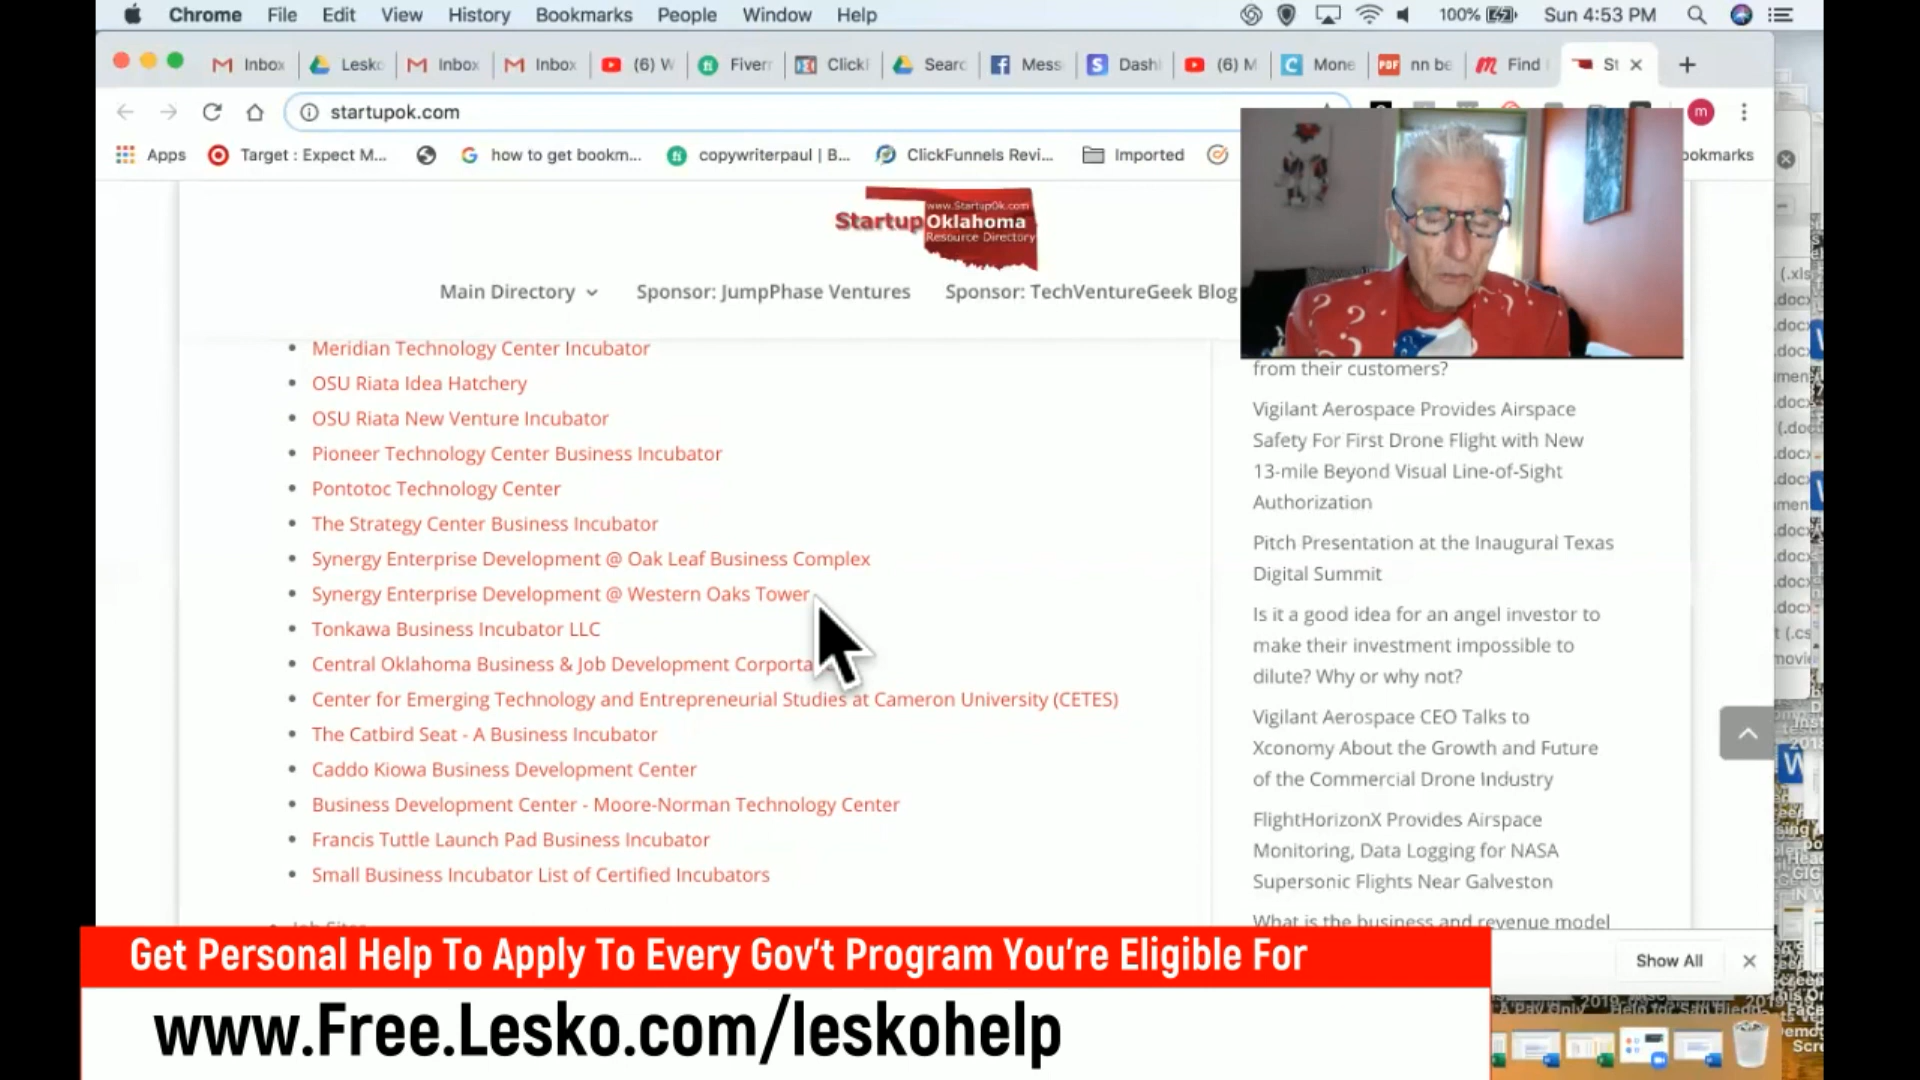 Chrome File Edit View History Bookmarks People Window Help
100% Sun 4:53 PM
Inbox Lesko Inbox Inbox (6) W Fiverr Click Searc Mess Dash (6) M Mone nn be Find St
startupok.com
m
Apps Target : Expect M... how to get bookm... copywriterpaul | B... ClickFunnels Revi... Imported ookmarks
www.StartupOk.com
StartupOklahoma
Resource Directory
Main Directory Sponsor: JumpPhase Ventures Sponsor: TechVentureGeek Blog
Meridian Technology Center Incubator
OSU Riata Idea Hatchery
OSU Riata New Venture Incubator
Pioneer Technology Center Business Incubator
Pontotoc Technology Center
The Strategy Center Business Incubator
Synergy Enterprise Development @ Oak Leaf Business Complex
Synergy Enterprise Development @ Western Oaks Tower
Tonkawa Business Incubator LLC
Central Oklahoma Business & Job Development Corporta
Center for Emerging Technology and Entrepreneurial Studies at Cameron University (CETES)
The Catbird Seat - A Business Incubator
Caddo Kiowa Business Development Center
Business Development Center - Moore-Norman Technology Center
Francis Tuttle Launch Pad Business Incubator
Small Business Incubator List of Certified Incubators
from their customers?
Vigilant Aerospace Provides Airspace
Safety For First Drone Flight with New
13-mile Beyond Visual Line-of-Sight
Authorization
Pitch Presentation at the Inaugural Texas
Digital Summit
Is it a good idea for an angel investor to
make their investment impossible to
dilute? Why or why not?
Vigilant Aerospace CEO Talks to
Xconomy About the Growth and Future
of the Commercial Drone Industry
FlightHorizonX Provides Airspace
Monitoring, Data Logging for NASA
Supersonic Flights Near Galveston
What is the business and revenue model
Show All
Get Personal Help To Apply To Every Gov't Program You're Eligible For
www.Free.Lesko.com/leskohelp